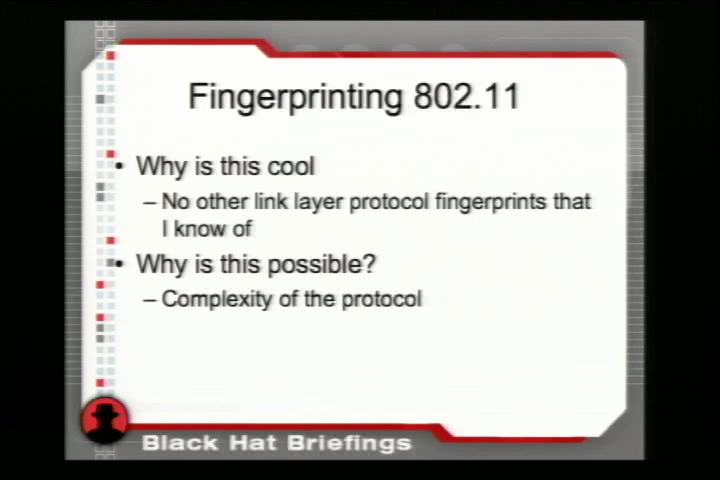 Fingerprinting 802.11
• Why is this cool
– No other link layer protocol fingerprints that
I know of
• Why is this possible?
– Complexity of the protocol
Black Hat Briefings